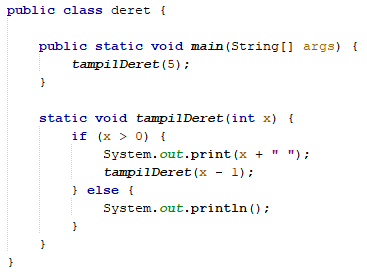 public class deret {
public static void main(String[] args) {
tampilDeret(5);
}
static void tampilDeret(int x) {
if (x > 0) {
System.out.print(x + " ");
tampilDeret(x - 1);
} else {
System.out.println();
}
}
}